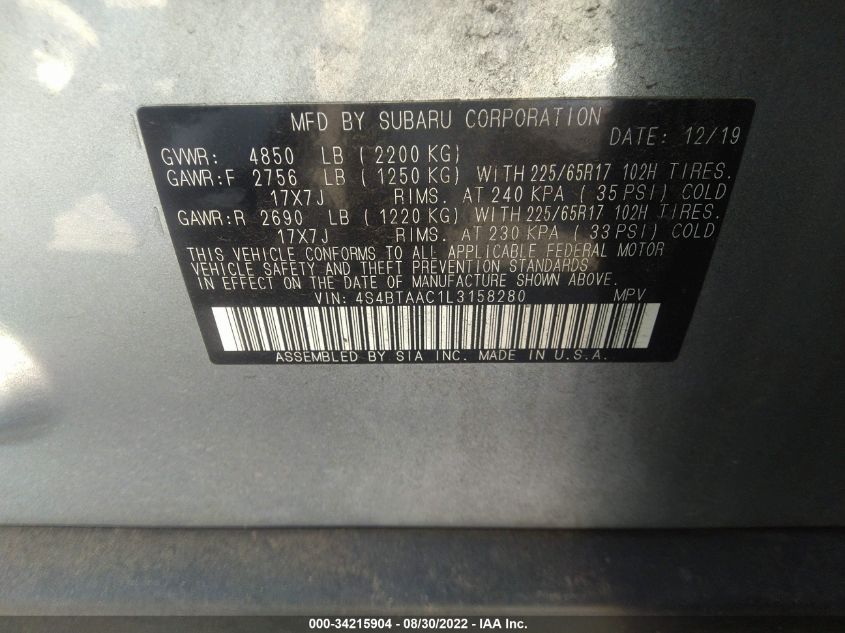 MFD BY SUBARU CORPORATION
DATE: 12/19
GVWR: 4850 LB (2200 KG)
GAWR:F 2756 LB (1250 KG) WITH 225/65R17 102H TIRES.
17X7J RIMS. AT 240 KPA (35 PSI) COLD
GAWR:R 2690 LB (1220 KG) WITH 225/65R17 102H TIRES.
17X7J RIMS. AT 230 KPA (33 PSI) COLD
THIS VEHICLE CONFORMS TO ALL APPLICABLE FEDERAL MOTOR
VEHICLE SAFETY AND THEFT PREVENTION STANDARDS
IN EFFECT ON THE DATE OF MANUFACTURE SHOWN ABOVE.
VIN: 4S4BTAAC1L3158280 MPV
ASSEMBLED BY SIA INC. MADE IN U.S.A.
000-34215904 - 08/30/2022 - IAA Inc.